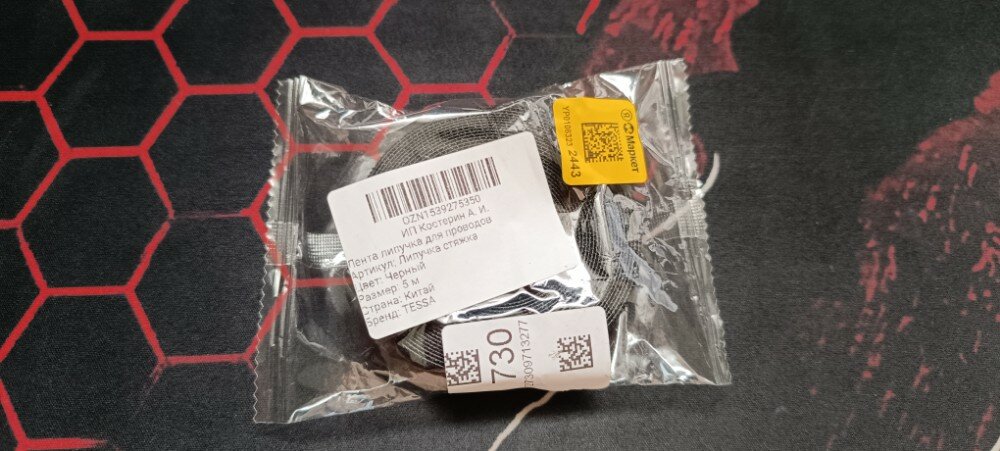 OZN1539275350
ИП Костерин А. И.
Лента липучка для проводов
Артикул: Липучка стяжка
Цвет: Черный
Размер: 5 м
Страна: Китай
Бренд: TESSA
Маркет
2443
730